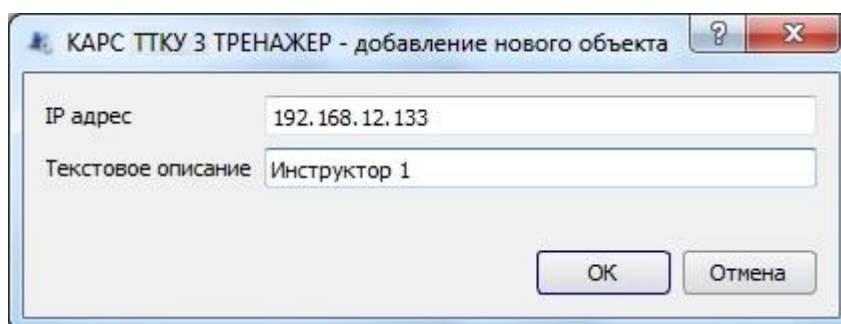 КАРС ТТКУ 3 ТРЕНАЖЕР - добавление нового объекта
IP адрес 192.168.12.133
Текстовое описание Инструктор 1
OK Отмена